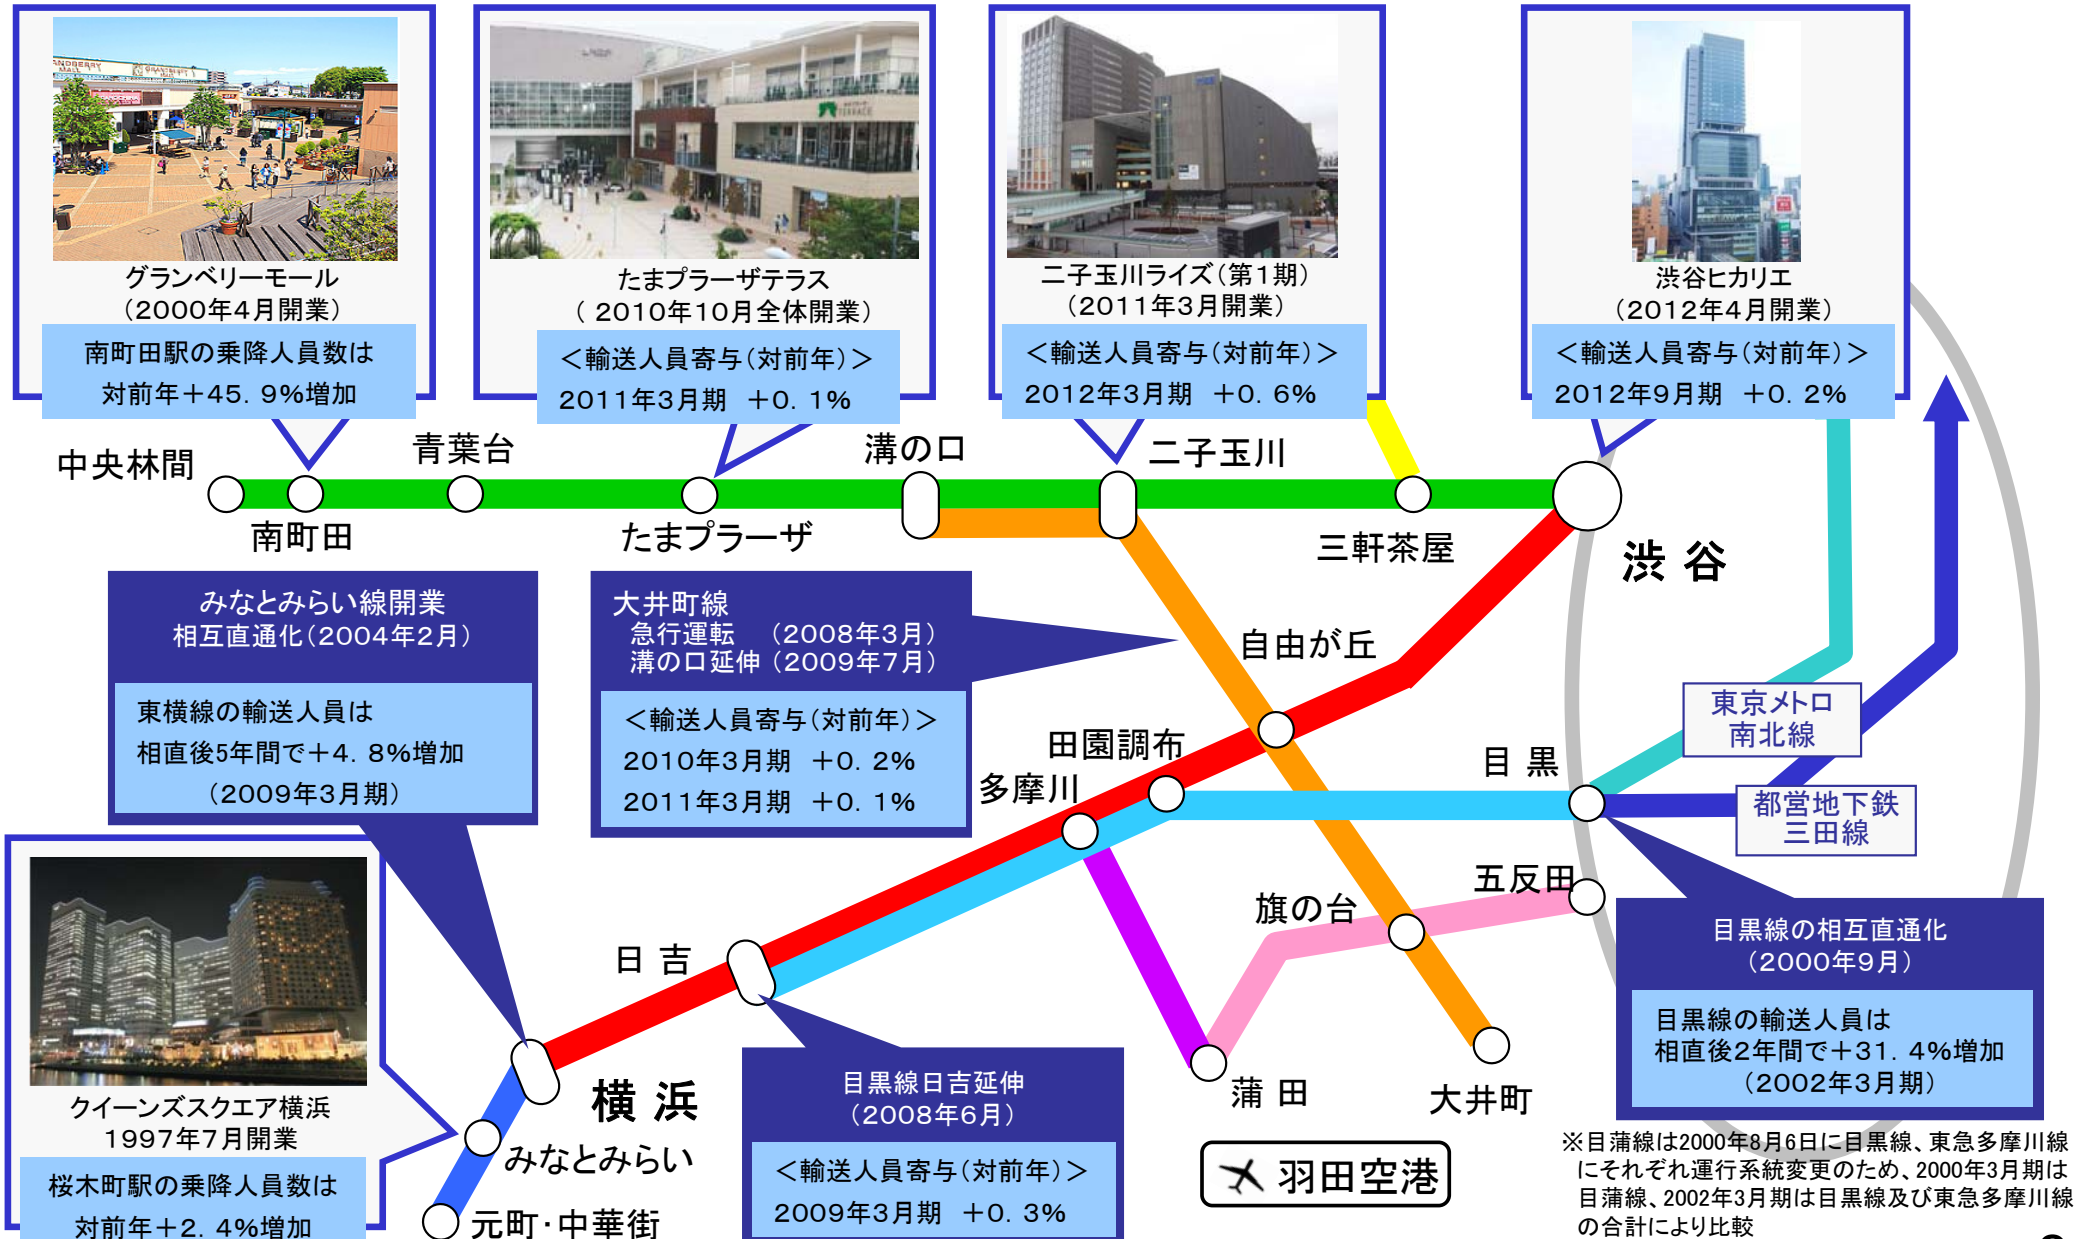 グランベリーモール
（2000年4月開業）
南町田駅の乗降人員数は
対前年＋45．9%増加
たまプラーザテラス
（ 2010年10月全体開業）
＜輸送人員寄与（対前年）＞
2011年3月期　＋0．1%
二子玉川ライズ（第1期）
（2011年3月開業）
＜輸送人員寄与（対前年）＞
2012年3月期　＋0．6%
渋谷ヒカリエ
（2012年4月開業）
＜輸送人員寄与（対前年）＞
2012年9月期　＋0．2%
中央林間
南町田
青葉台
たまプラーザ
溝の口
二子玉川
三軒茶屋
渋 谷
みなとみらい線開業
相互直通化（2004年2月）
東横線の輸送人員は
相直後5年間で＋4．8%増加
（2009年3月期）
大井町線
急行運転　（2008年3月）
溝の口延伸（2009年7月）
＜輸送人員寄与（対前年）＞
2010年3月期　＋0．2%
2011年3月期　＋0．1%
自由が丘
田園調布
多摩川
目 黒
東京メトロ
南北線
都営地下鉄
三田線
五反田
旗の台
日 吉
横 浜
蒲 田
大井町
目黒線の相互直通化
（2000年9月）
目黒線の輸送人員は
相直後2年間で＋31．4%増加
（2002年3月期）
クイーンズスクエア横浜
1997年7月開業
桜木町駅の乗降人員数は
対前年＋2．4%増加
みなとみらい
元町・中華街
目黒線日吉延伸
（2008年6月）
＜輸送人員寄与（対前年）＞
2009年3月期　＋0．3%
羽田空港
※目蒲線は2000年8月6日に目黒線、東急多摩川線
にそれぞれ運行系統変更のため、2000年3月期は
目蒲線、2002年3月期は目黒線及び東急多摩川線
の合計により比較